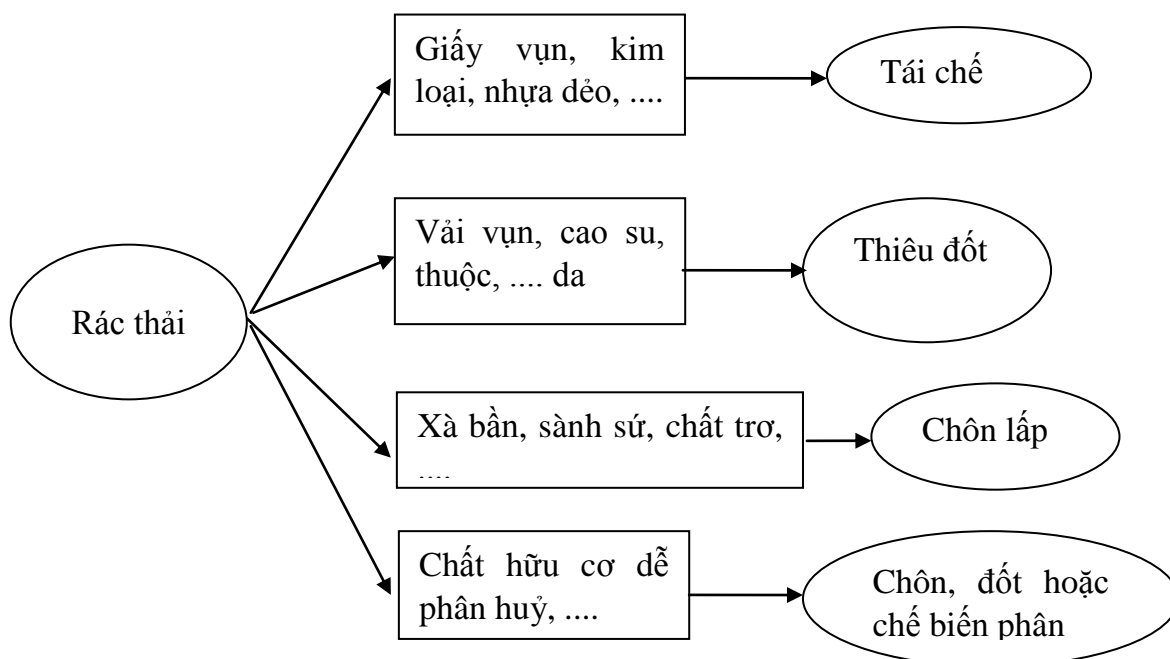 Giấy vụn, kim
loại, nhựa dẻo, ....
Tái chế
Vải vụn, cao su,
thuộc, .... da
Thiêu đốt
Rác thải
Xà bần, sành sứ, chất trơ,
....
Chôn lấp
Chất hữu cơ dễ
phân huỷ, ....
Chôn, đốt hoặc
chế biến phân